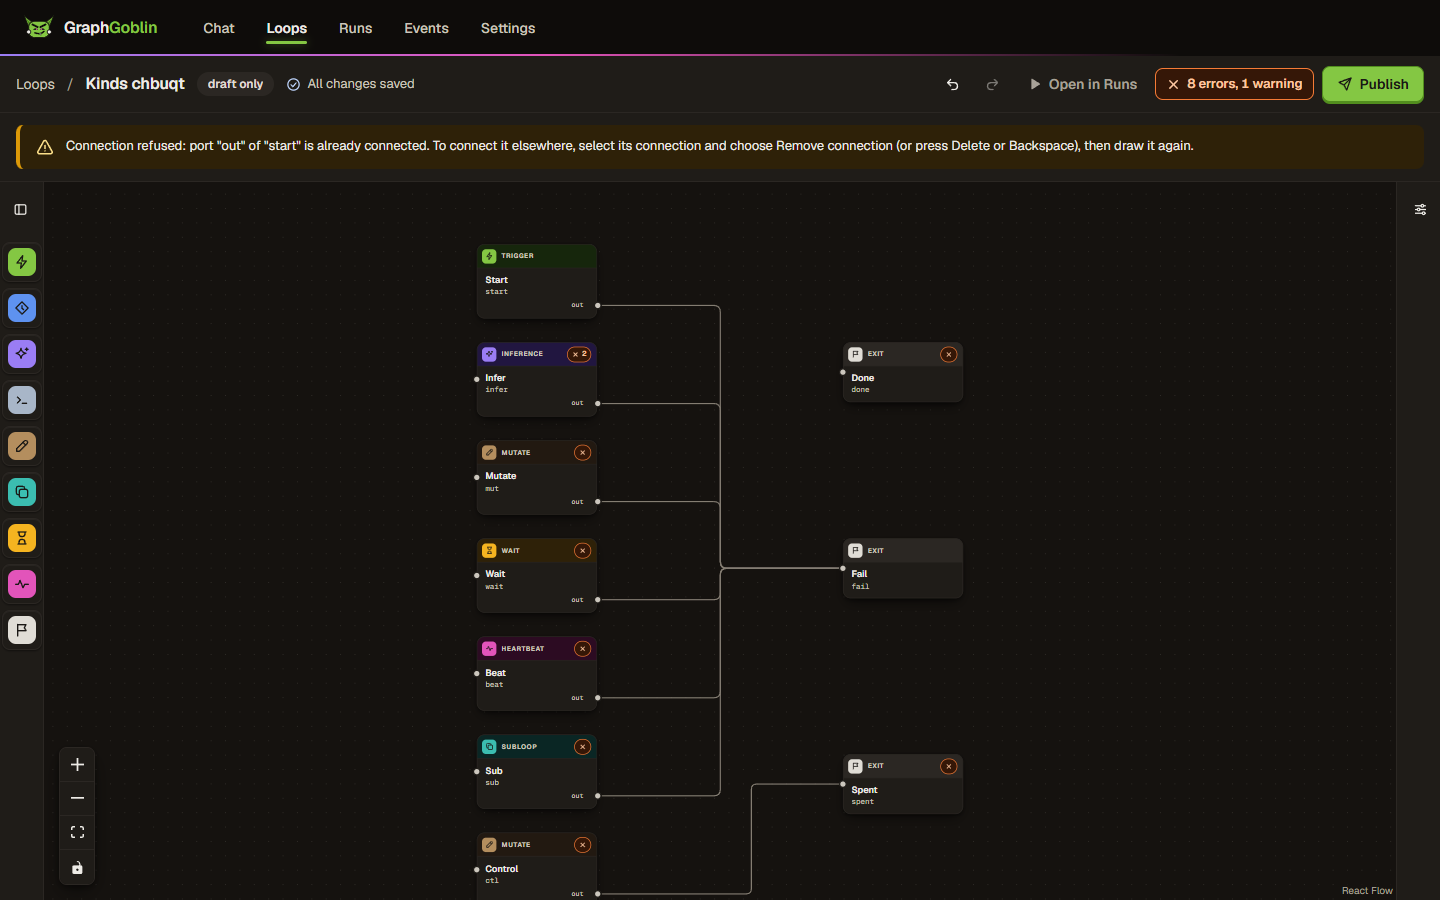 GraphGoblin
Chat
Loops
Runs
Events
Settings
Loops / Kinds chbuqt
draft only
All changes saved
Open in Runs
8 errors, 1 warning
Publish
Connection refused: port "out" of "start" is already connected. To connect it elsewhere, select its connection and choose Remove connection (or press Delete or Backspace), then draw it again.
TRIGGER
Start
start
out
INFERENCE
2
Infer
infer
out
EXIT
Done
done
MUTATE
Mutate
mut
out
WAIT
Wait
wait
out
EXIT
Fail
fail
HEARTBEAT
Beat
beat
out
SUBLOOP
Sub
sub
out
EXIT
Spent
spent
MUTATE
Control
ctl
out
React Flow